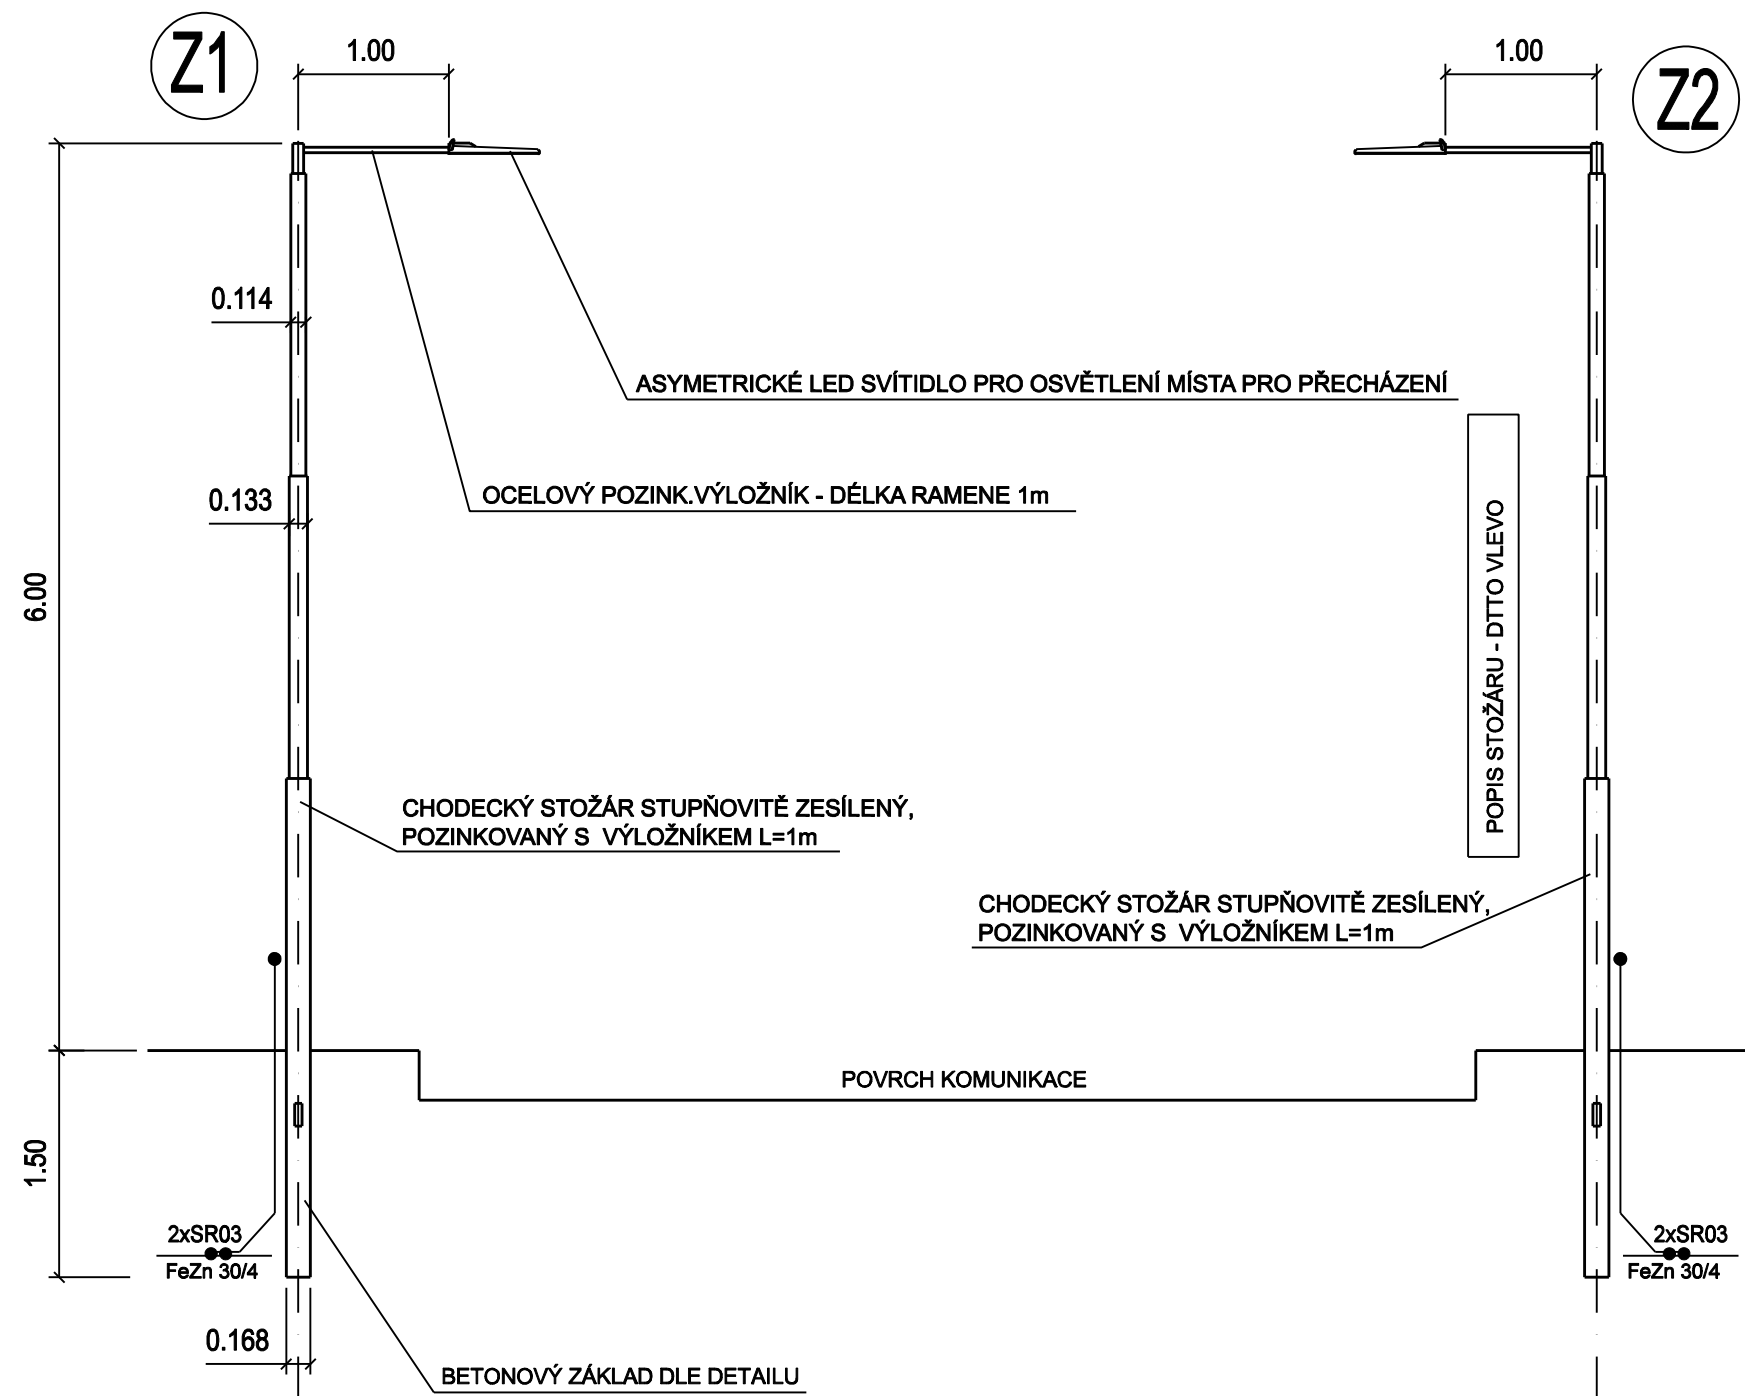 Z1
1.00
1.00
Z2
0.114
ASYMETRICKÉ LED SVÍTIDLO PRO OSVĚTLENÍ MÍSTA PRO PŘECHÁZENÍ
0.133
OCELOVÝ POZINK.VÝLOŽNÍK - DÉLKA RAMENE 1m
6.00
POPIS STOŽÁRU - DTTO VLEVO
CHODECKÝ STOŽÁR STUPŇOVITĚ ZESÍLENÝ,
POZINKOVANÝ S VÝLOŽNÍKEM L=1m
CHODECKÝ STOŽÁR STUPŇOVITĚ ZESÍLENÝ,
POZINKOVANÝ S VÝLOŽNÍKEM L=1m
POVRCH KOMUNIKACE
1.50
2xSR03
FeZn 30/4
2xSR03
FeZn 30/4
0.168
BETONOVÝ ZÁKLAD DLE DETAILU